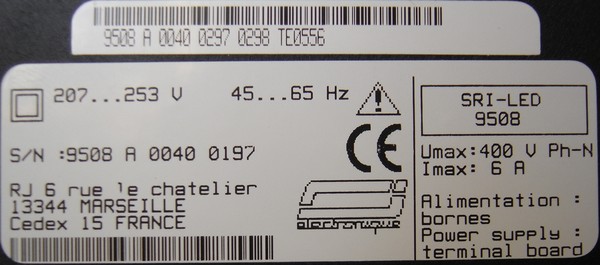 9508 A 0040 0297 0298 TE0556
207...253 V 45...65 Hz
S/N :9508 A 0040 0197
RJ 6 rue le chatelier
13344 MARSEILLE
Cedex 15 FRANCE
CE
electronique
SRI-LED
9508
Umax:400 V Ph-N
Imax: 6 A
Alimentation :
bornes
Power supply :
terminal board